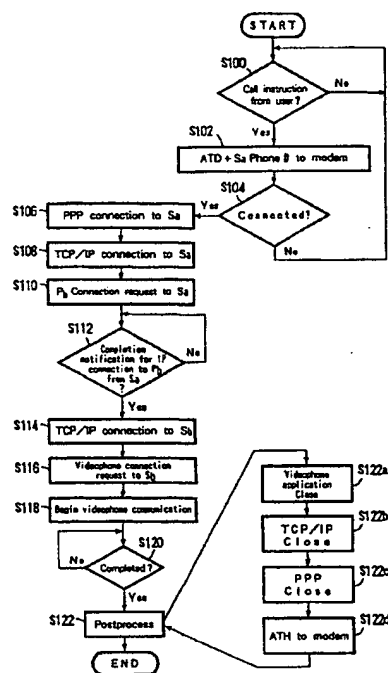 START
S100
Call instruction
from user?
No
Yes
S102
ATD + Sa Phone # to modem
S104
Connected?
Yes
No
S106
PPP connection to Sa
S108
TCP/IP connection to Sa
S110
Pb Connection request to Sa
S112
Completion
notification for IP
connection to Pb
from Sa
?
No
Yes
S114
TCP/IP connection to Sb
S116
Videophone connection
request to Sb
S118
Begin videophone communication
S120
Completed?
No
Yes
S122
Postprocess
END
S122a
Videophone
application
Close
S122b
TCP/IP
Close
S122c
PPP
Close
S122d
ATH to modem